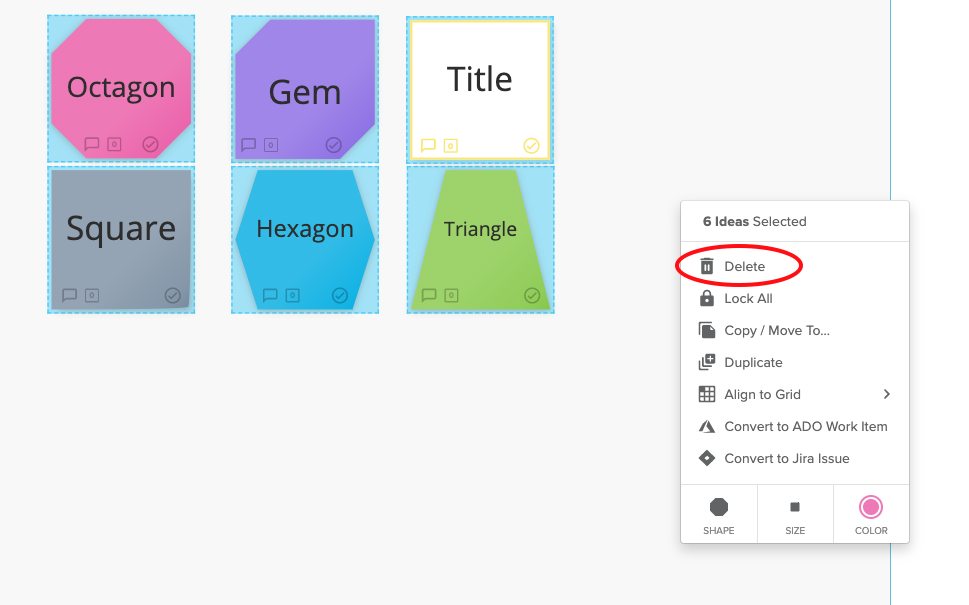 Octagon
Gem
Title
0
0
0
Square
Hexagon
Triangle
0
0
0
6 Ideas Selected
Delete
Lock All
Copy / Move To...
Duplicate
Align to Grid
Convert to ADO Work Item
Convert to Jira Issue
SHAPE
SIZE
COLOR